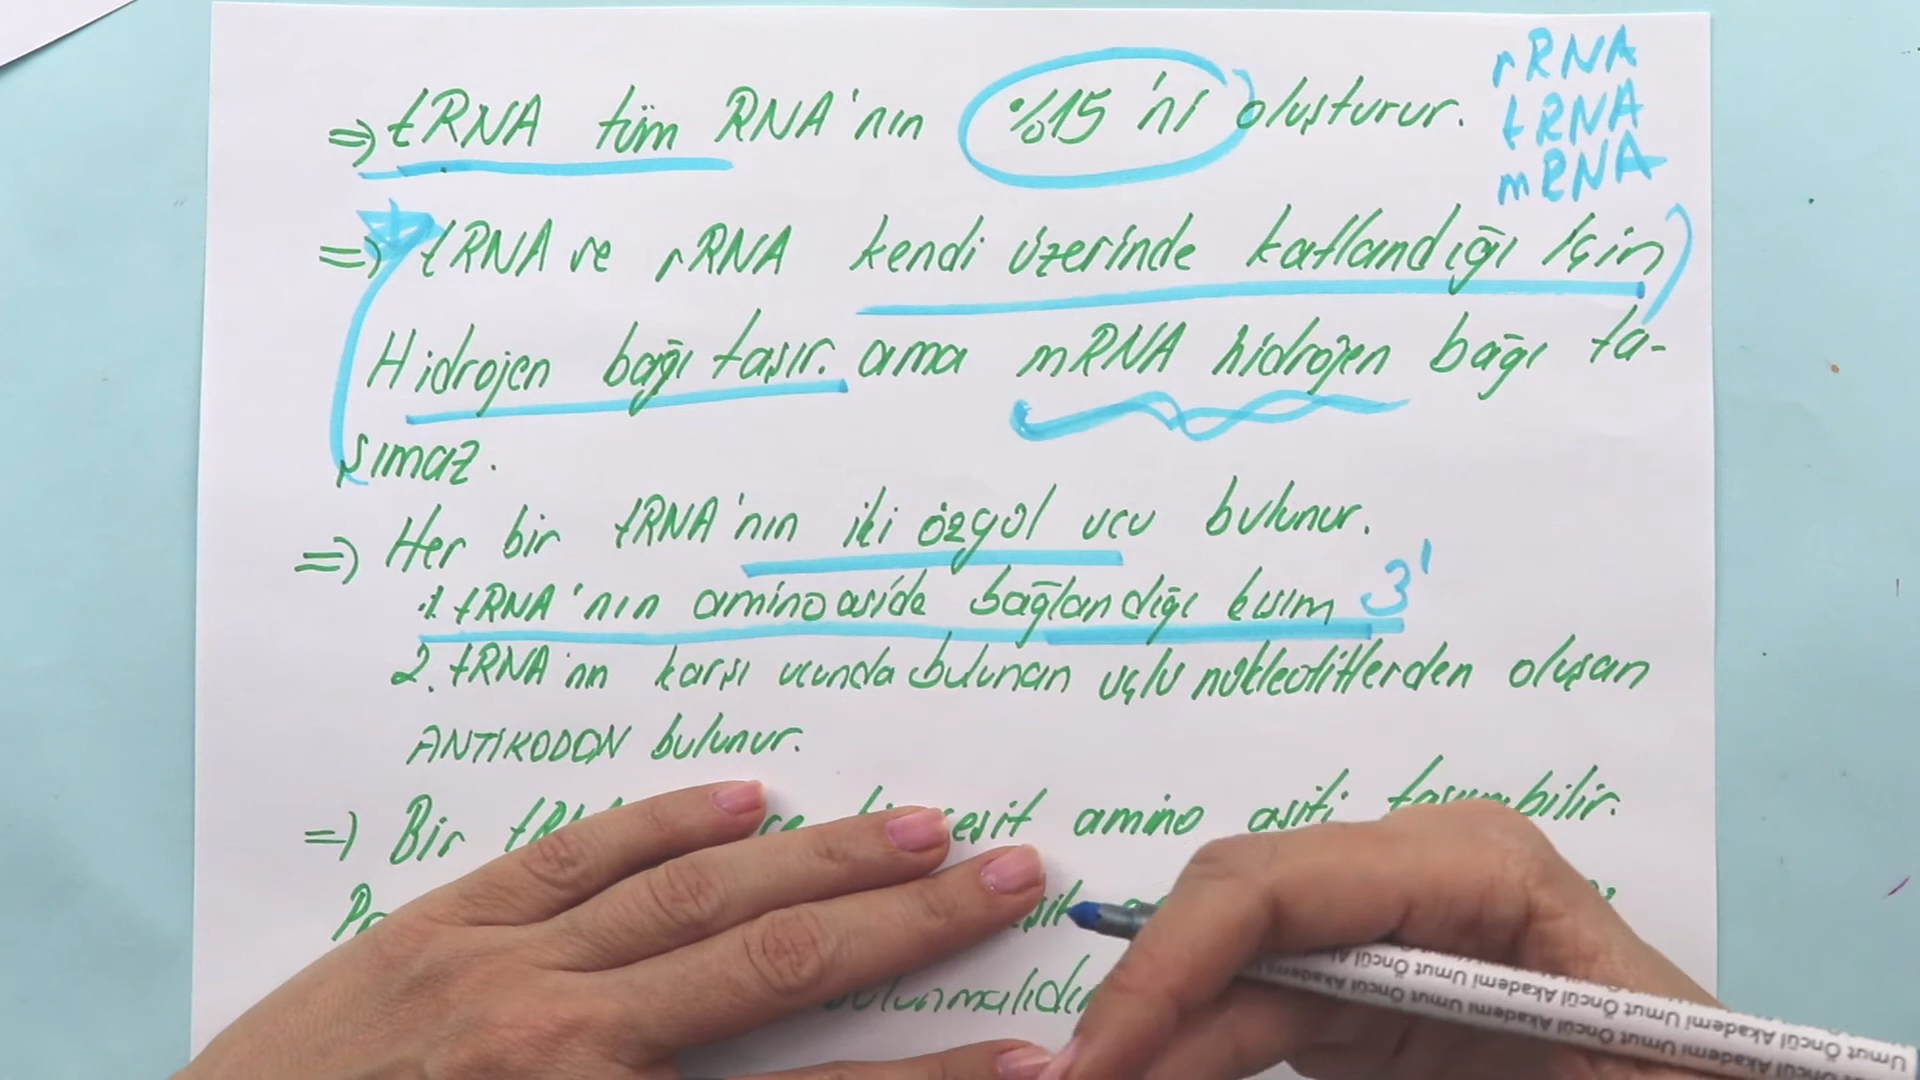 => tRNA tüm RNA'nın %15'ni oluşturur.
rRNA
tRNA
mRNA
=> tRNA ve rRNA kendi üzerinde katlandığı için
Hidrojen bağı taşır. ama mRNA hidrojen bağı ta-
şımaz.
=> Her bir tRNA'nın iki özgül ucu bulunur.
1. tRNA'nın aminoaside bağlandığı kısım 3'
2. tRNA'nın karşı ucunda bulunan üçlü nükleotitlerden oluşan
ANTİKODON bulunur.
=> Bir amino asiti
Umut Öncül Akademi Umut Öncül Akademi Umut Öncül Akademi